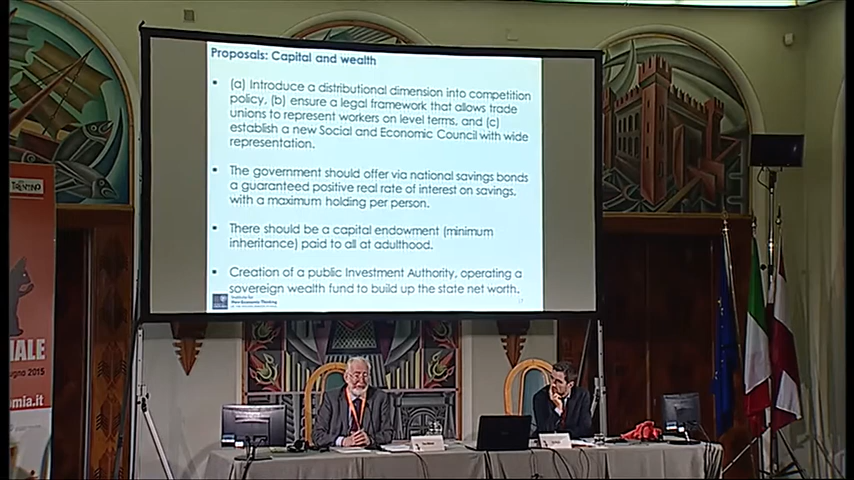 Proposals: Capital and wealth
(a) Introduce a distributional dimension into competition
policy, (b) ensure a legal framework that allows trade
unions to represent workers on level terms, and (c)
establish a new Social and Economic Council with wide
representation.
The government should offer via national savings bonds
a guaranteed positive real rate of interest on savings,
with a maximum holding per person.
There should be a capital endowment (minimum
inheritance) paid to all at adulthood.
Creation of a public Investment Authority, operating a
sovereign wealth fund to build up the state net worth.
Institute for
New Economic Thinking
17
TRENTINO
IALE
ugno 2015
omia.it